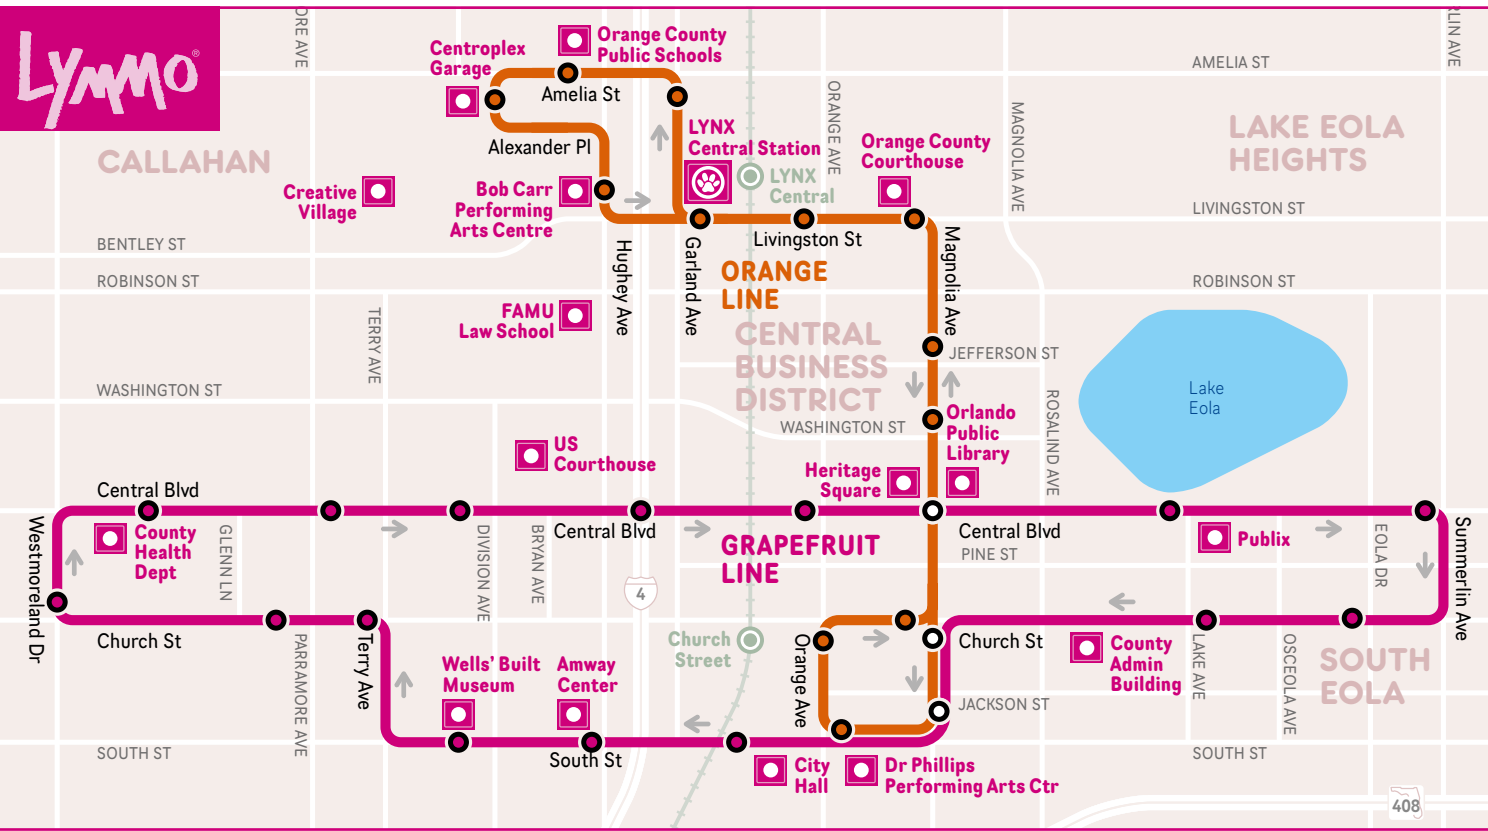 LYMMO®
ORE AVE
RLIN AVE
Centroplex
Garage
Orange County
Public Schools
AMELIA ST
Amelia St
ORANGE AVE
MAGNOLIA AVE
LAKE EOLA
HEIGHTS
CALLAHAN
Alexander Pl
LYNX
Central Station
Orange County
Courthouse
LYNX
Central
Creative
Village
Bob Carr
Performing
Arts Centre
LIVINGSTON ST
Livingston St
BENTLEY ST
Hughey Ave
Garland Ave
Magnolia Ave
ROBINSON ST
ROBINSON ST
ORANGE
LINE
FAMU
Law School
TERRY AVE
CENTRAL
BUSINESS
DISTRICT
JEFFERSON ST
WASHINGTON ST
Lake
Eola
ROSALIND AVE
WASHINGTON ST
Orlando
Public
Library
US
Courthouse
Heritage
Square
Central Blvd
Westmoreland Dr
County
Health
Dept
GLENN LN
DIVISION AVE
BRYAN AVE
Central Blvd
GRAPEFRUIT
LINE
Central Blvd
PINE ST
Publix
EOLA DR
Summerlin Ave
4
Church St
PARRAMORE AVE
Terry Ave
Church
Street
Orange Ave
Church St
County
Admin
Building
LAKE AVE
OSCEOLA AVE
SOUTH
EOLA
Wells' Built
Museum
Amway
Center
JACKSON ST
SOUTH ST
South St
SOUTH ST
City
Hall
Dr Phillips
Performing Arts Ctr
408